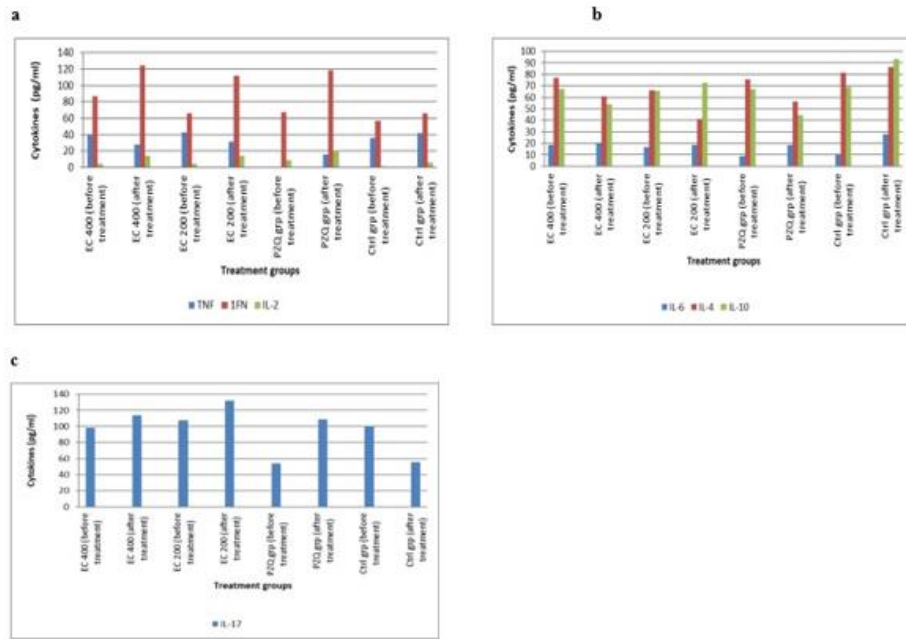 a
140
120
100
80
60
40
20
0
Cytokines (pg/ml)
EC 400 (before treatment)
EC 400 (after treatment)
EC 200 (before treatment)
EC 200 (after treatment)
PZQ grp (before treatment)
PZQ grp (after treatment)
Ctrl grp (before treatment)
Ctrl grp (after treatment)
Treatment groups
TNF 1FN IL-2
b
100
90
80
70
60
50
40
30
20
10
0
Cytokines (pg/ml)
EC 400 (before treatment)
EC 400 (after treatment)
EC 200 (before treatment)
EC 200 (after treatment)
PZQ grp (before treatment)
PZQ grp (after treatment)
Ctrl grp (before treatment)
Ctrl grp (after treatment)
Treatment groups
IL-6 IL-4 IL-10
c
140
120
100
80
60
40
20
0
Cytokines (pg/ml)
EC 400 (before treatment)
EC 400 (after treatment)
EC 200 (before treatment)
EC 200 (after treatment)
PZQ grp (before treatment)
PZQ grp (after treatment)
Ctrl grp (before treatment)
Ctrl grp (after treatment)
Treatment groups
IL-17